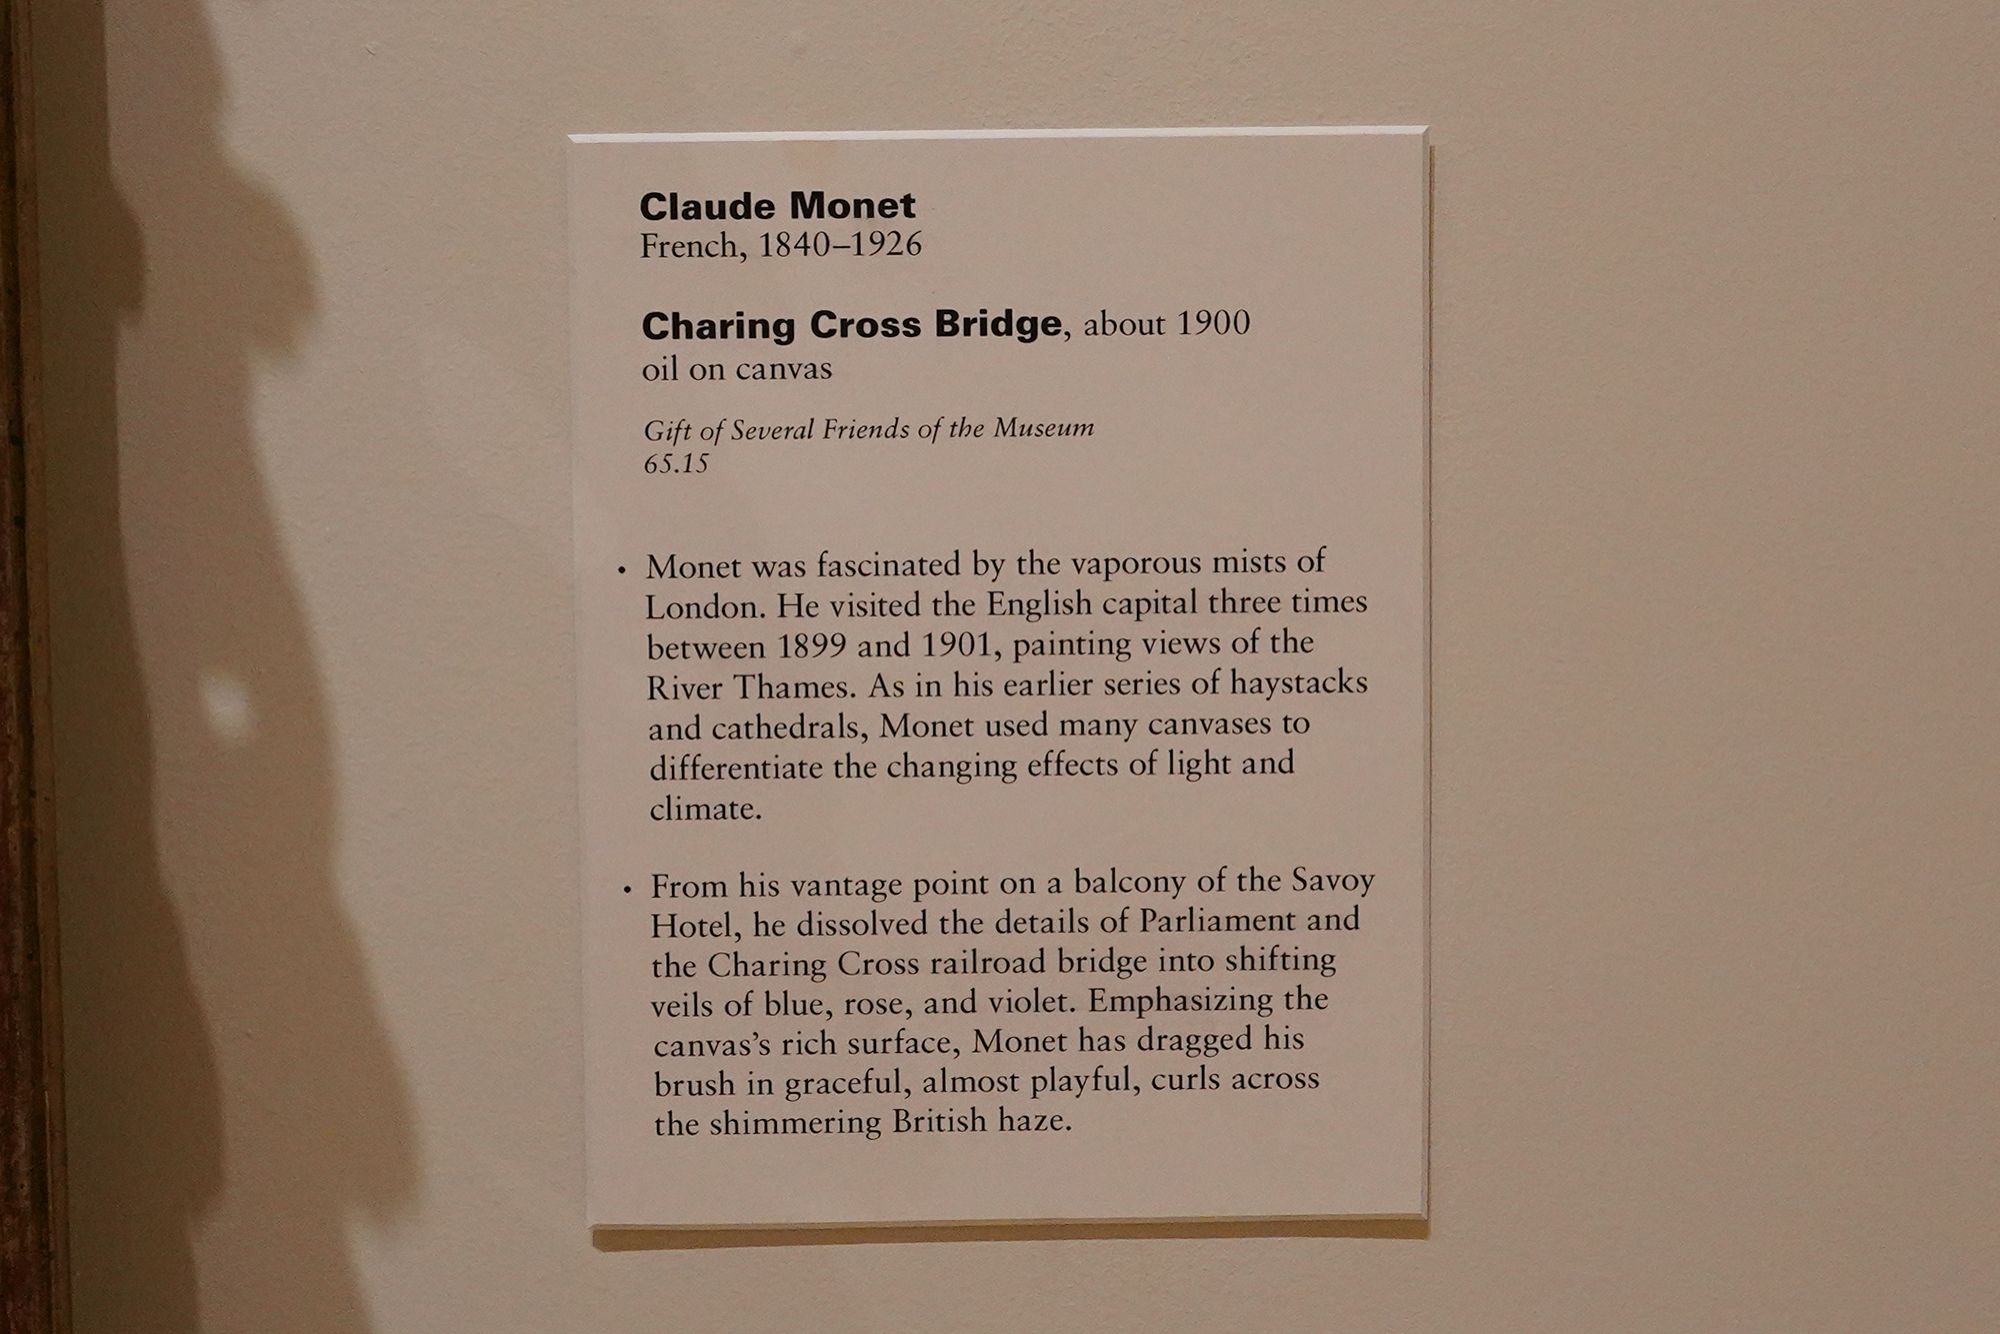 Claude Monet
French, 1840–1926
Charing Cross Bridge, about 1900
oil on canvas
Gift of Several Friends of the Museum
65.15
• Monet was fascinated by the vaporous mists of
London. He visited the English capital three times
between 1899 and 1901, painting views of the
River Thames. As in his earlier series of haystacks
and cathedrals, Monet used many canvases to
differentiate the changing effects of light and
climate.
• From his vantage point on a balcony of the Savoy
Hotel, he dissolved the details of Parliament and
the Charing Cross railroad bridge into shifting
veils of blue, rose, and violet. Emphasizing the
canvas’s rich surface, Monet has dragged his
brush in graceful, almost playful, curls across
the shimmering British haze.